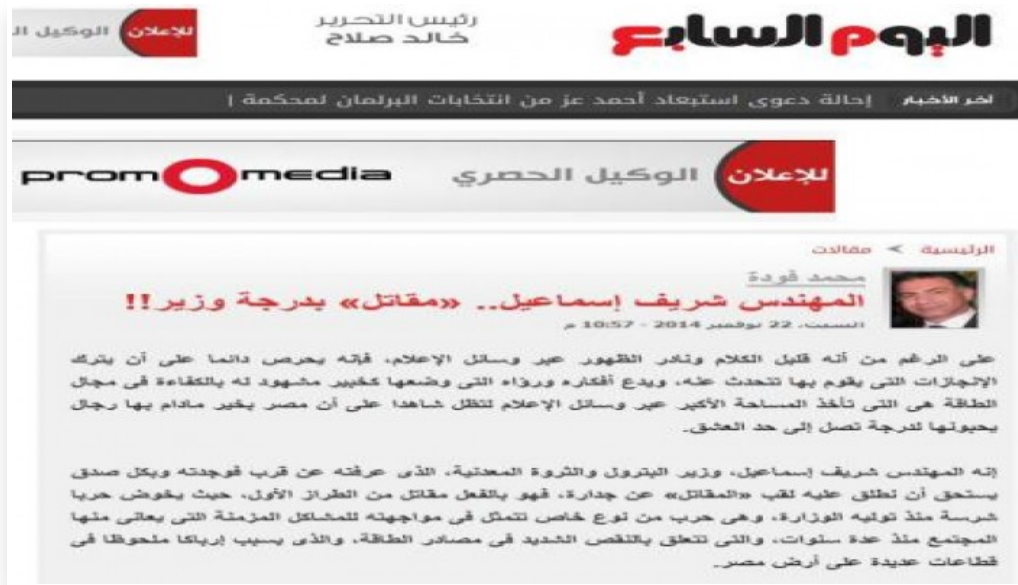 اليوم السابع
رئيس التحرير
خالد صلاح
للإعلان الوكيل
اخر الأخبار إحالة دعوى استبعاد أحمد عز من انتخابات البرلمان لمحكمة |
للإعلان الوكيل الحصري promomedia
الرئيسية > مقالات
محمد فودة
المهندس شريف إسماعيل.. «مقاتل» بدرجة وزير!!
السبت، 22 نوفمبر 2014 - 10:57 م
على الرغم من أنه قليل الكلام ونادر الظهور عبر وسائل الإعلام، فإنه يحرص دائما على أن يترك
الإنجازات التى يقوم بها تتحدث عنه، ويدع أفكاره ورؤاه التى وضعها كخبير مشهود له بالكفاءة فى مجال
الطاقة هى التى تأخذ المساحة الأكبر عبر وسائل الإعلام لتظل شاهدا على أن مصر بخير مادام بها رجال
يحبونها لدرجة تصل إلى حد العشق.
إنه المهندس شريف إسماعيل، وزير البترول والثروة المعدنية، الذى عرفته عن قرب فوجدته وبكل صدق
يستحق أن نطلق عليه لقب «المقاتل» عن جدارة، فهو بالفعل مقاتل من الطراز الأول، حيث يخوض حربا
شرسة منذ توليه الوزارة، وهى حرب من نوع خاص تتمثل فى مواجهته للمشاكل المزمنة التى يعانى منها
المجتمع منذ عدة سنوات، والتى تتعلق بالنقص الشديد فى مصادر الطاقة، والذى يسبب إرباكا ملحوظا فى
قطاعات عديدة على أرض مصر.